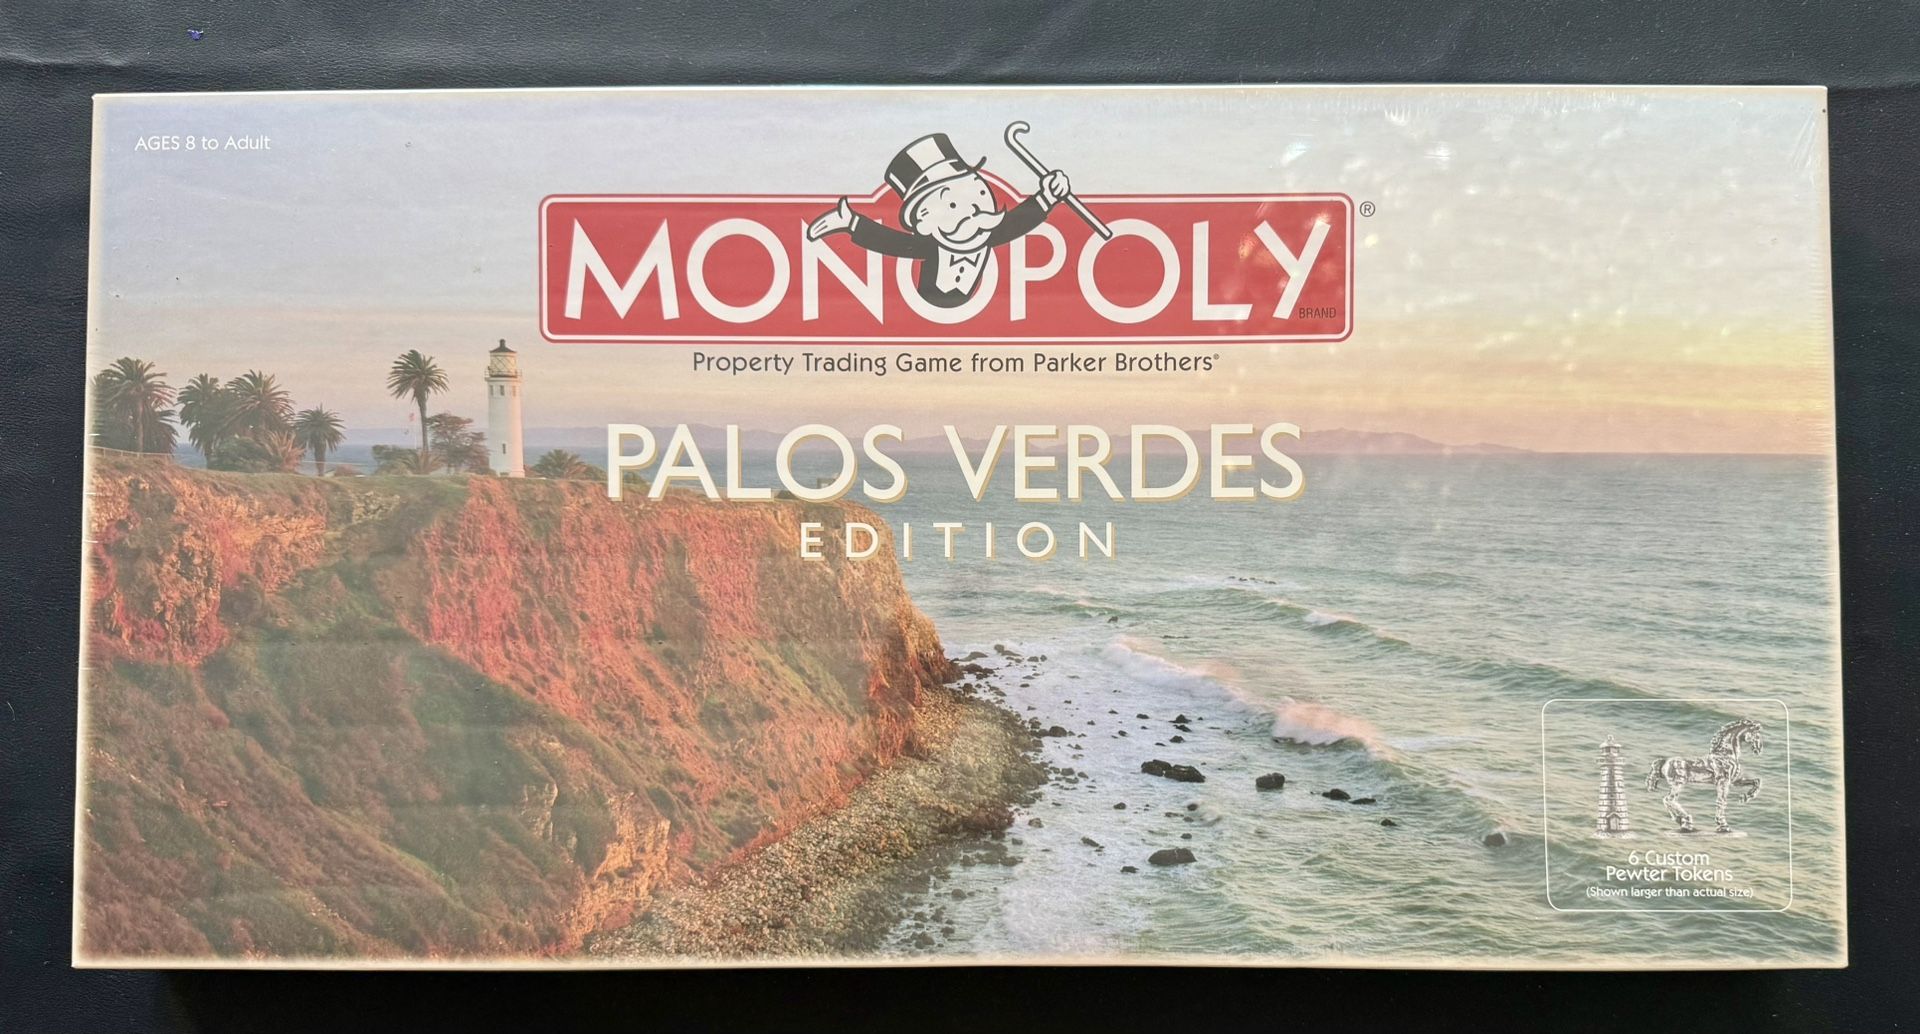 AGES 8 to Adult
MONOPOLY®
BRAND
Property Trading Game from Parker Brothers®
PALOS VERDES
EDITION
6 Custom
Pewter Tokens
(Shown larger than actual size)